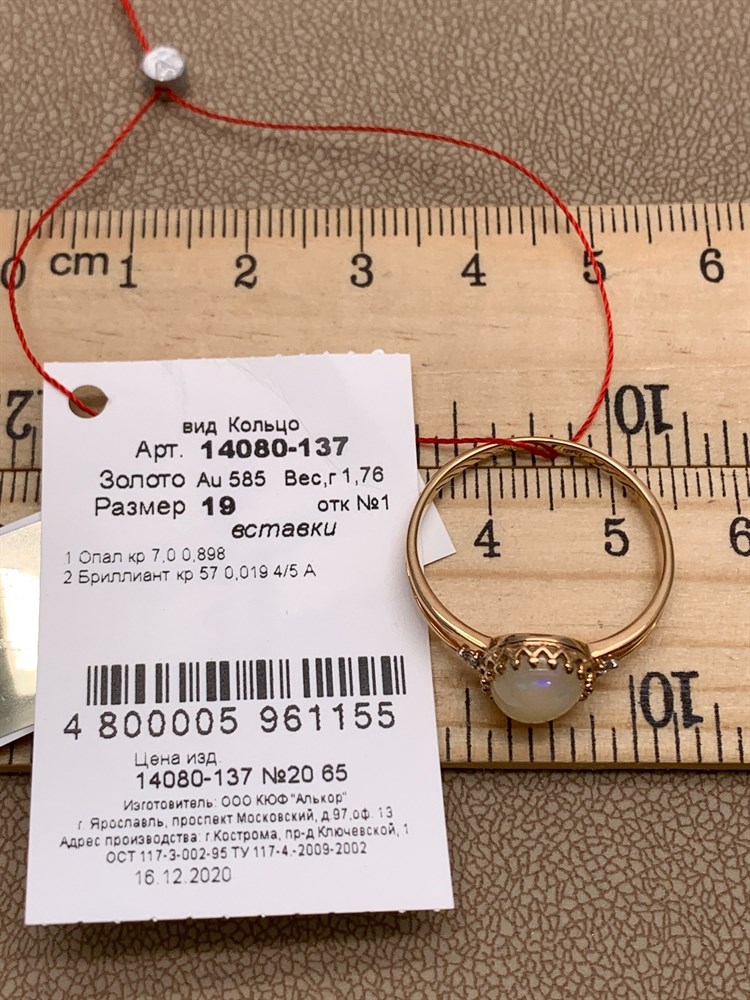 0 cm 1 2 3 4 5 6
12
10
вид Кольцо
Арт. 14080-137
Золото Au 585 Вес,г 1,76
Размер 19 отк №1
вставки
1 Опал кр 7,0 0,898
2 Бриллиант кр 57 0,019 4/5 А
4 5 6
10
4 800005 961155
Цена изд.
14080-137 №20 65
Изготовитель: ООО КЮФ "Алькор"
г Ярославль, проспект Московский, д.97,оф. 13
Адрес производства: г.Кострома, пр-д Ключевской, 1
ОСТ 117-3-002-95 ТУ 117-4.-2009-2002
16.12.2020